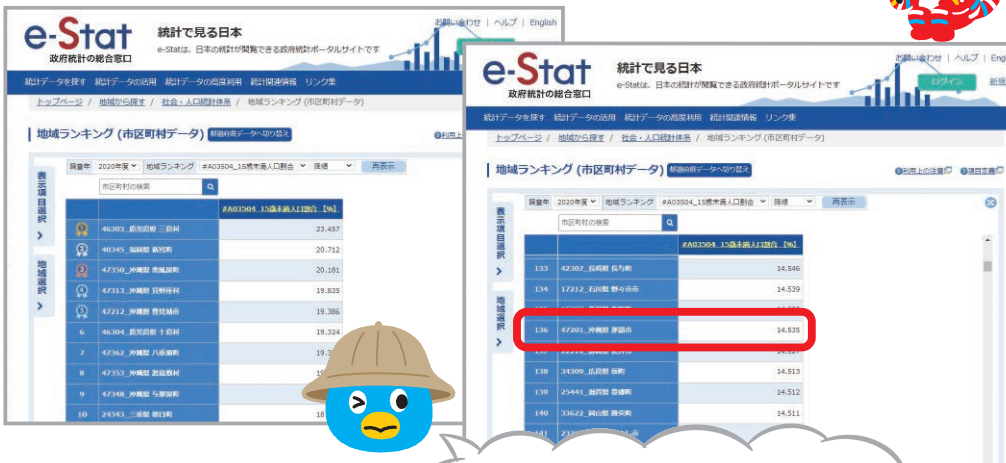 e-Stat
政府統計の総合窓口
統計で見る日本
e-Statは、日本の統計が閲覧できる政府統計ポータルサイトです
お問い合わせ | ヘルプ | English
統計データを探す 統計データの活用 統計データの高度利用 統計関連情報 リンク集
トップページ / 地域から探す / 社会・人口統計体系 / 地域ランキング (市区町村データ)
地域ランキング (市区町村データ) 都道府県データへ切り替え
利用上
調査年 2020年度 地域ランキング #A03504_15歳未満人口割合 降順 再表示
市区町村の検索
表示項目選択
地域選択
#A03504_15歳未満人口割合【%】
1 46303_鹿児島県 三島村 23.457
2 40345_福岡県 新宮町 20.712
3 47350_沖縄県 南風原町 20.181
4 47313_沖縄県 宜野座村 19.835
5 47212_沖縄県 豊見城市 19.386
6 46304_鹿児島県 十島村 19.324
7 47362_沖縄県 八重瀬町 19.3
8 47353_沖縄県 渡嘉敷村 19
9 47348_沖縄県 与那原町
10 24343_三重県 朝日町 18
e-Stat
政府統計の総合窓口
統計で見る日本
e-Statは、日本の統計が閲覧できる政府統計ポータルサイトです
お問い合わせ | ヘルプ | Eng
ログイン 新規
統計データを探す 統計データの活用 統計データの高度利用 統計関連情報 リンク集
トップページ / 地域から探す / 社会・人口統計体系 / 地域ランキング (市区町村データ)
地域ランキング (市区町村データ) 都道府県データへ切り替え
利用上の注意 項目定義
調査年 2020年度 地域ランキング #A03504_15歳未満人口割合 降順 再表示
市区町村の検索
表示項目選択
地域選択
#A03504_15歳未満人口割合【%】
133 42307_長崎県 長与町 14.546
134 17212_石川県 野々市市 14.539
136 47201_沖縄県 那覇市 14.535
137 14.527
138 34309_広島県 坂町 14.513
139 25441_滋賀県 豊郷町 14.512
140 33622_岡山県 勝央町 14.511
141